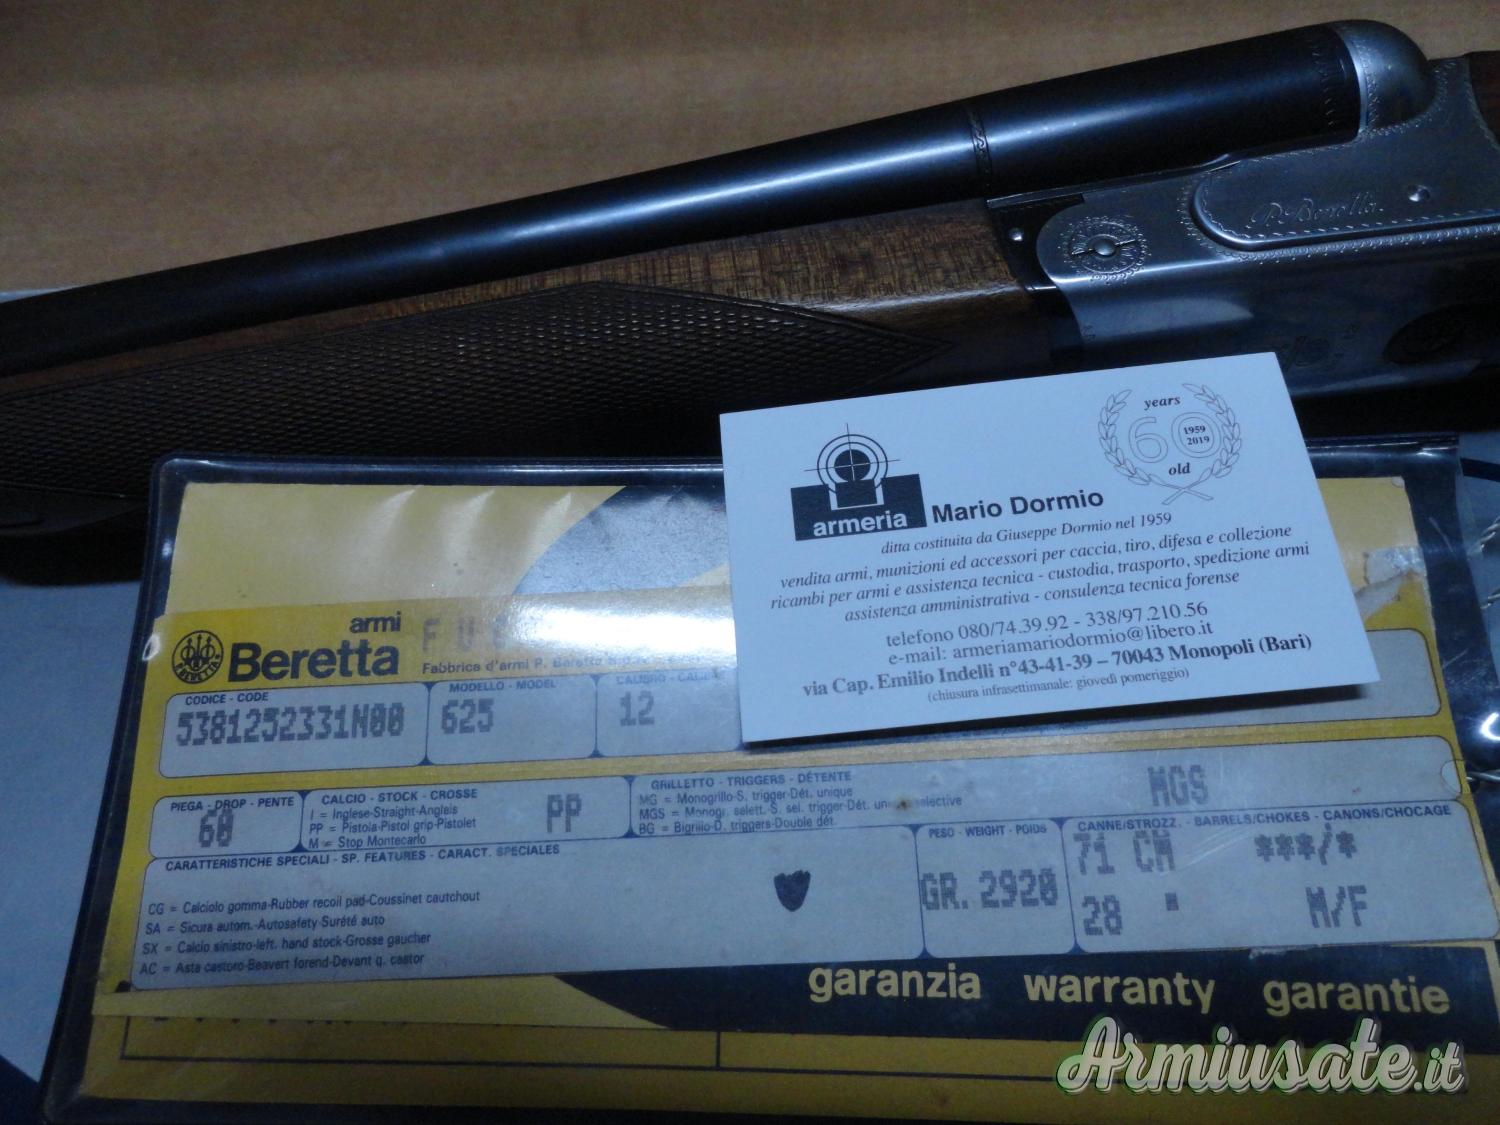 P. Beretta.
years
60
1959
2019
old
armeria
Mario Dormio
ditta costituita da Giuseppe Dormio nel 1959
vendita armi, munizioni ed accessori per caccia, tiro, difesa e collezione
ricambi per armi e assistenza tecnica - custodia, trasporto, spedizione armi
assistenza amministrativa - consulenza tecnica forense
telefono 080/74.39.92 - 338/97.210.56
e-mail: armeriamariodormio@libero.it
via Cap. Emilio Indelli n°43-41-39 – 70043 Monopoli (Bari)
(chiusura infrasettimanale: giovedì pomeriggio)
armi
Beretta
Fabbrica d'armi P. Beretta
CODICE - CODE
5381252331N00
MODELLO - MODEL
625
CALIBRO
12
PIEGA - DROP - PENTE
60
CALCIO - STOCK - CROSSE
I = Inglese-Straight-Anglais
PP = Pistola-Pistol grip-Pistolet
M = Stop Montecarlo
PP
GRILLETTO - TRIGGERS - DÉTENTE
MG = Monogrillo-S. trigger-Dét. unique
MGS = Monogr. selett.-S. sel. trigger-Dét. selective
BG = Bigrillo-D. triggers-Double dét.
MGS
CARATTERISTICHE SPECIALI - SP. FEATURES - CARACT. SPÉCIALES
CG = Calciolo gomma-Rubber recoil pad-Coussinet cautchout
SA = Sicura autom.-Autosafety-Sureté auto
SX = Calcio sinistro-left. hand stock-Grosse gaucher
AC = Asta castoro-Beavert forend-Devant q. castor
PESO - WEIGHT - POIDS
GR. 2920
CANNE/STROZZ. - BARRELS/CHOKES - CANONS/CHOCAGE
71 CM ***/*
28 " M/F
garanzia warranty garantie
Armiusate.it